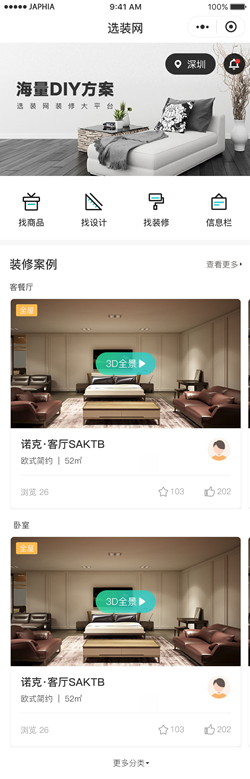 JAPHIA 9:41 AM 100%
选装网
深圳
海量DIY方案
选装网装修大平台
找商品 找设计 找装修 信息栏
装修案例 查看更多
客餐厅
全屋
3D全景
诺克·客厅SAKTB
欧式简约 | 52㎡
浏览 26 103 202
卧室
全屋
3D全景
诺克·客厅SAKTB
欧式简约 | 52㎡
浏览 26 103 202
更多分类